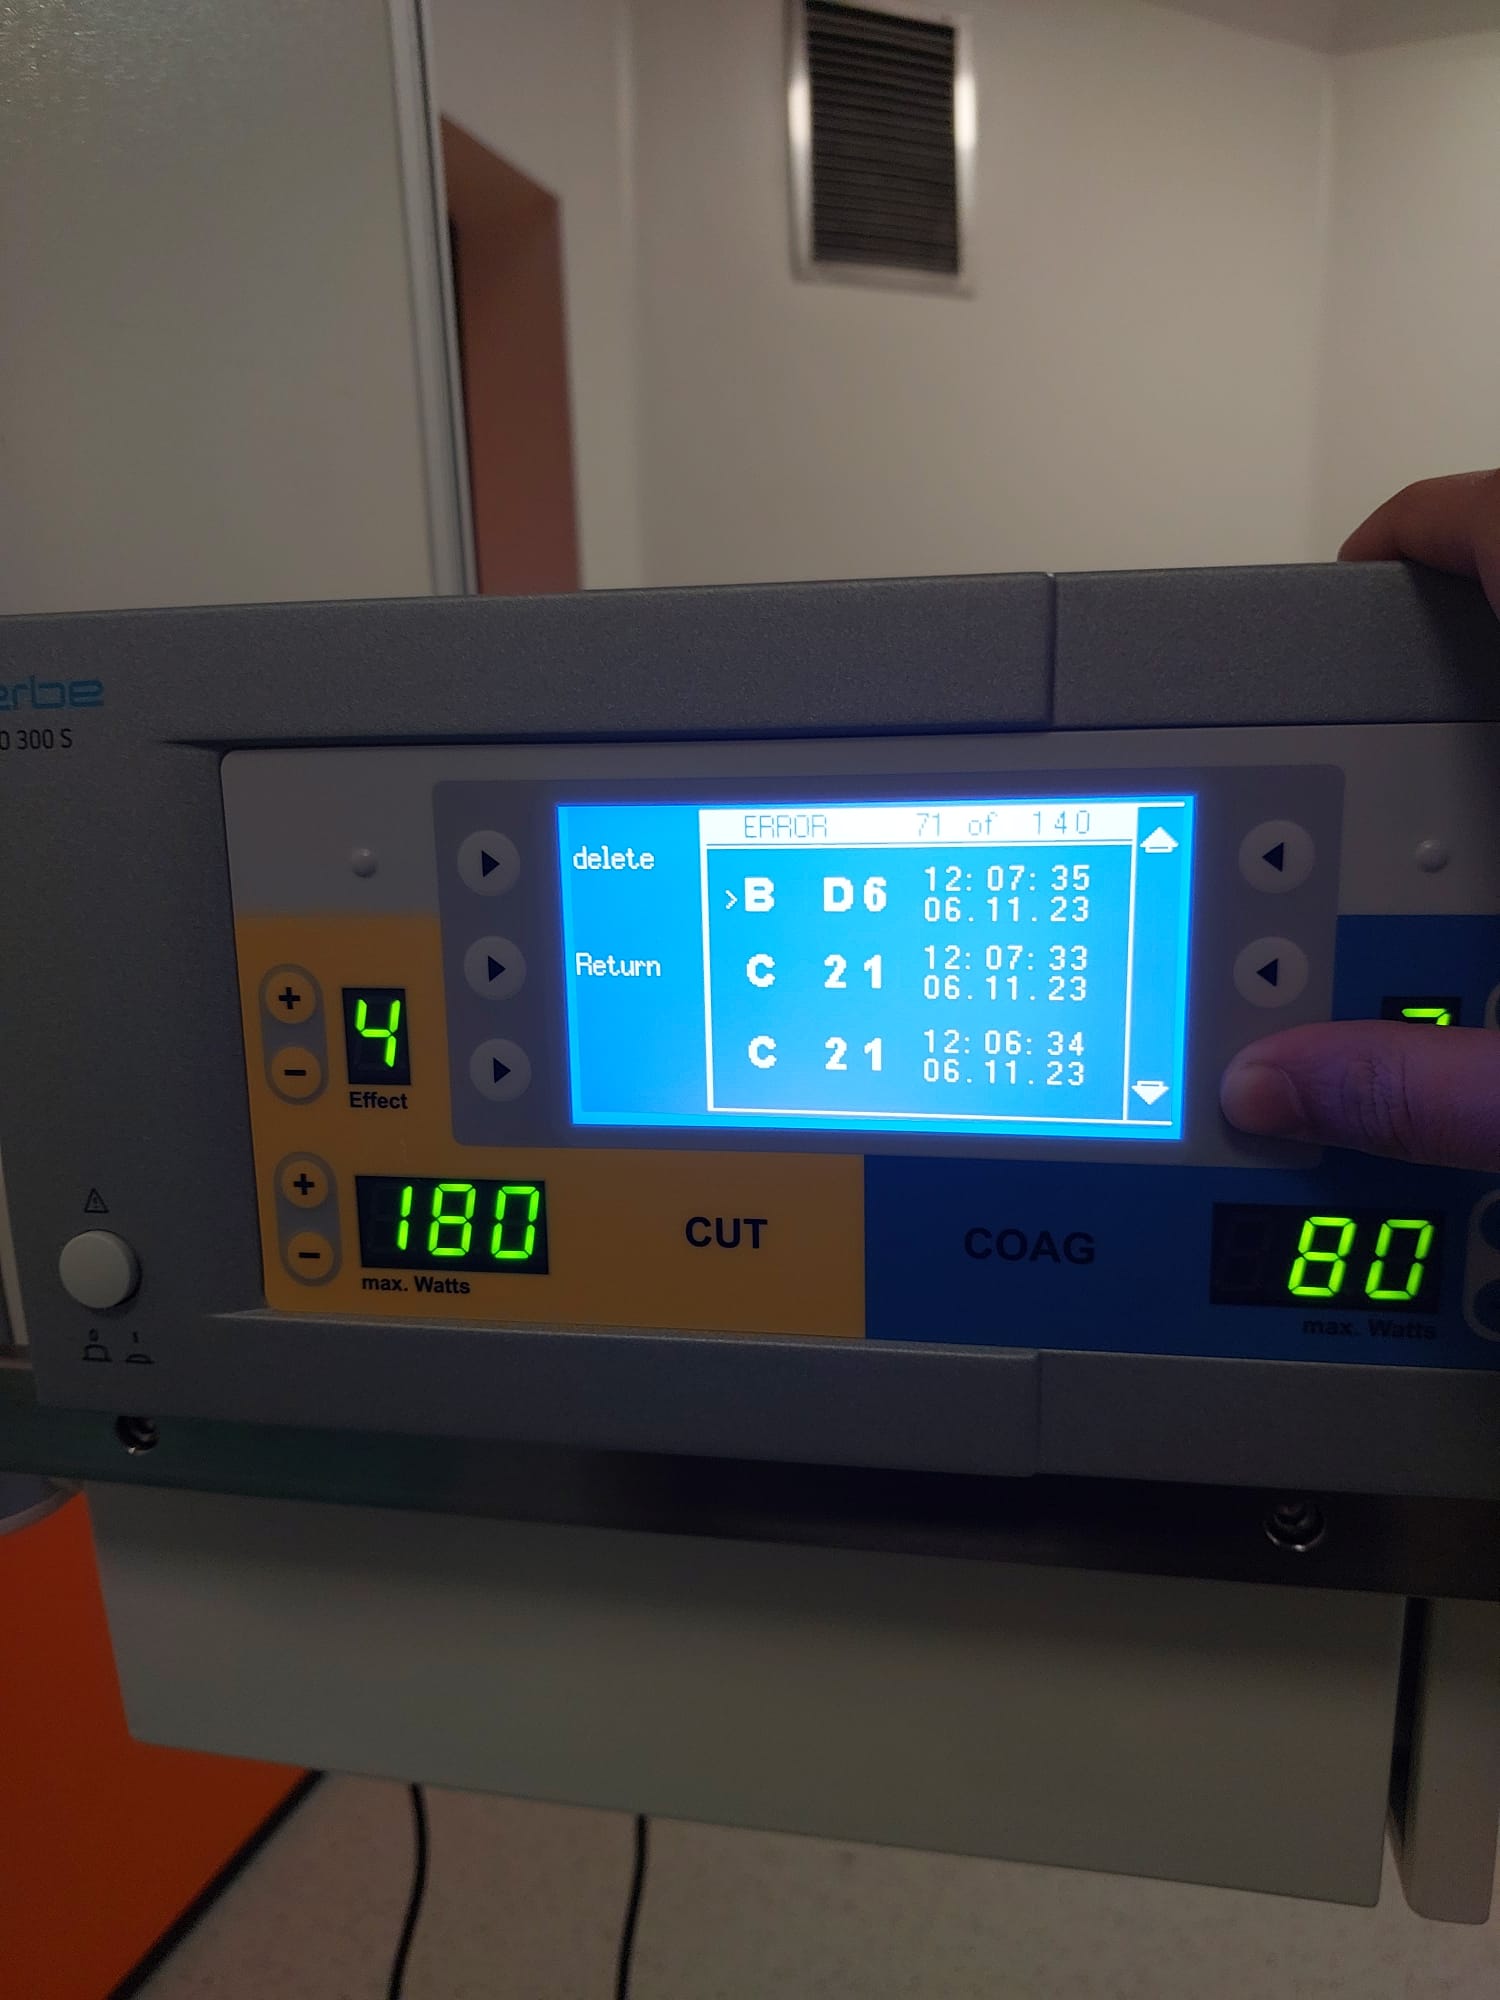 erbe
0 300 S
ERROR 71 of 140
delete
>B D6 12:07:35
06.11.23
Return
C 21 12:07:33
06.11.23
C 21 12:06:34
06.11.23
4
Effect
180
max. Watts
CUT
COAG
80
max. Watts
0 1